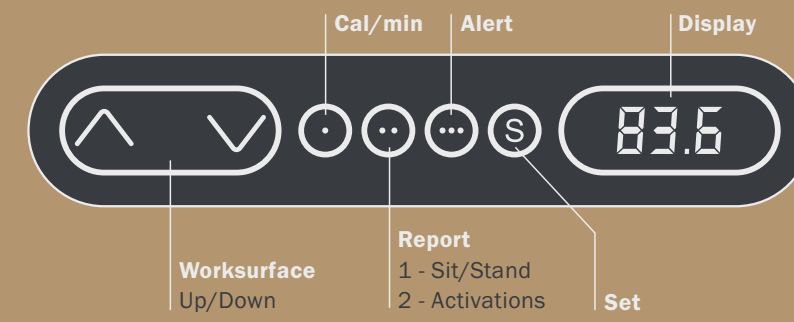 Cal/min
Alert
Display
S
83.6
Worksurface
Up/Down
Report
1 - Sit/Stand
2 - Activations
Set